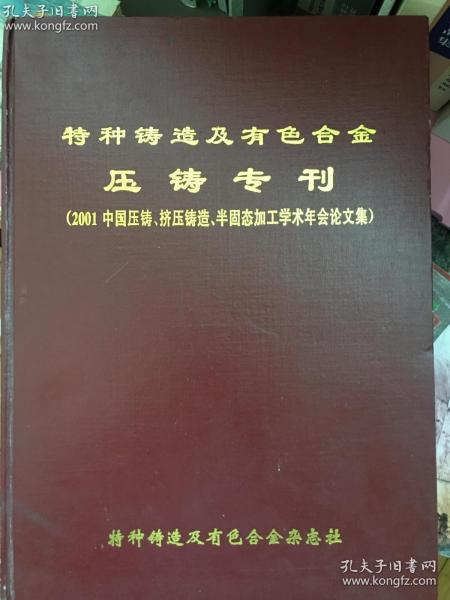 孔夫子旧书网
www.kongfz.com
特种铸造及有色合金
压铸专刊
(2001中国压铸、挤压铸造、半固态加工学术年会论文集)
特种铸造及有色合金杂志社
孔夫子旧书网
www.kongfz.com